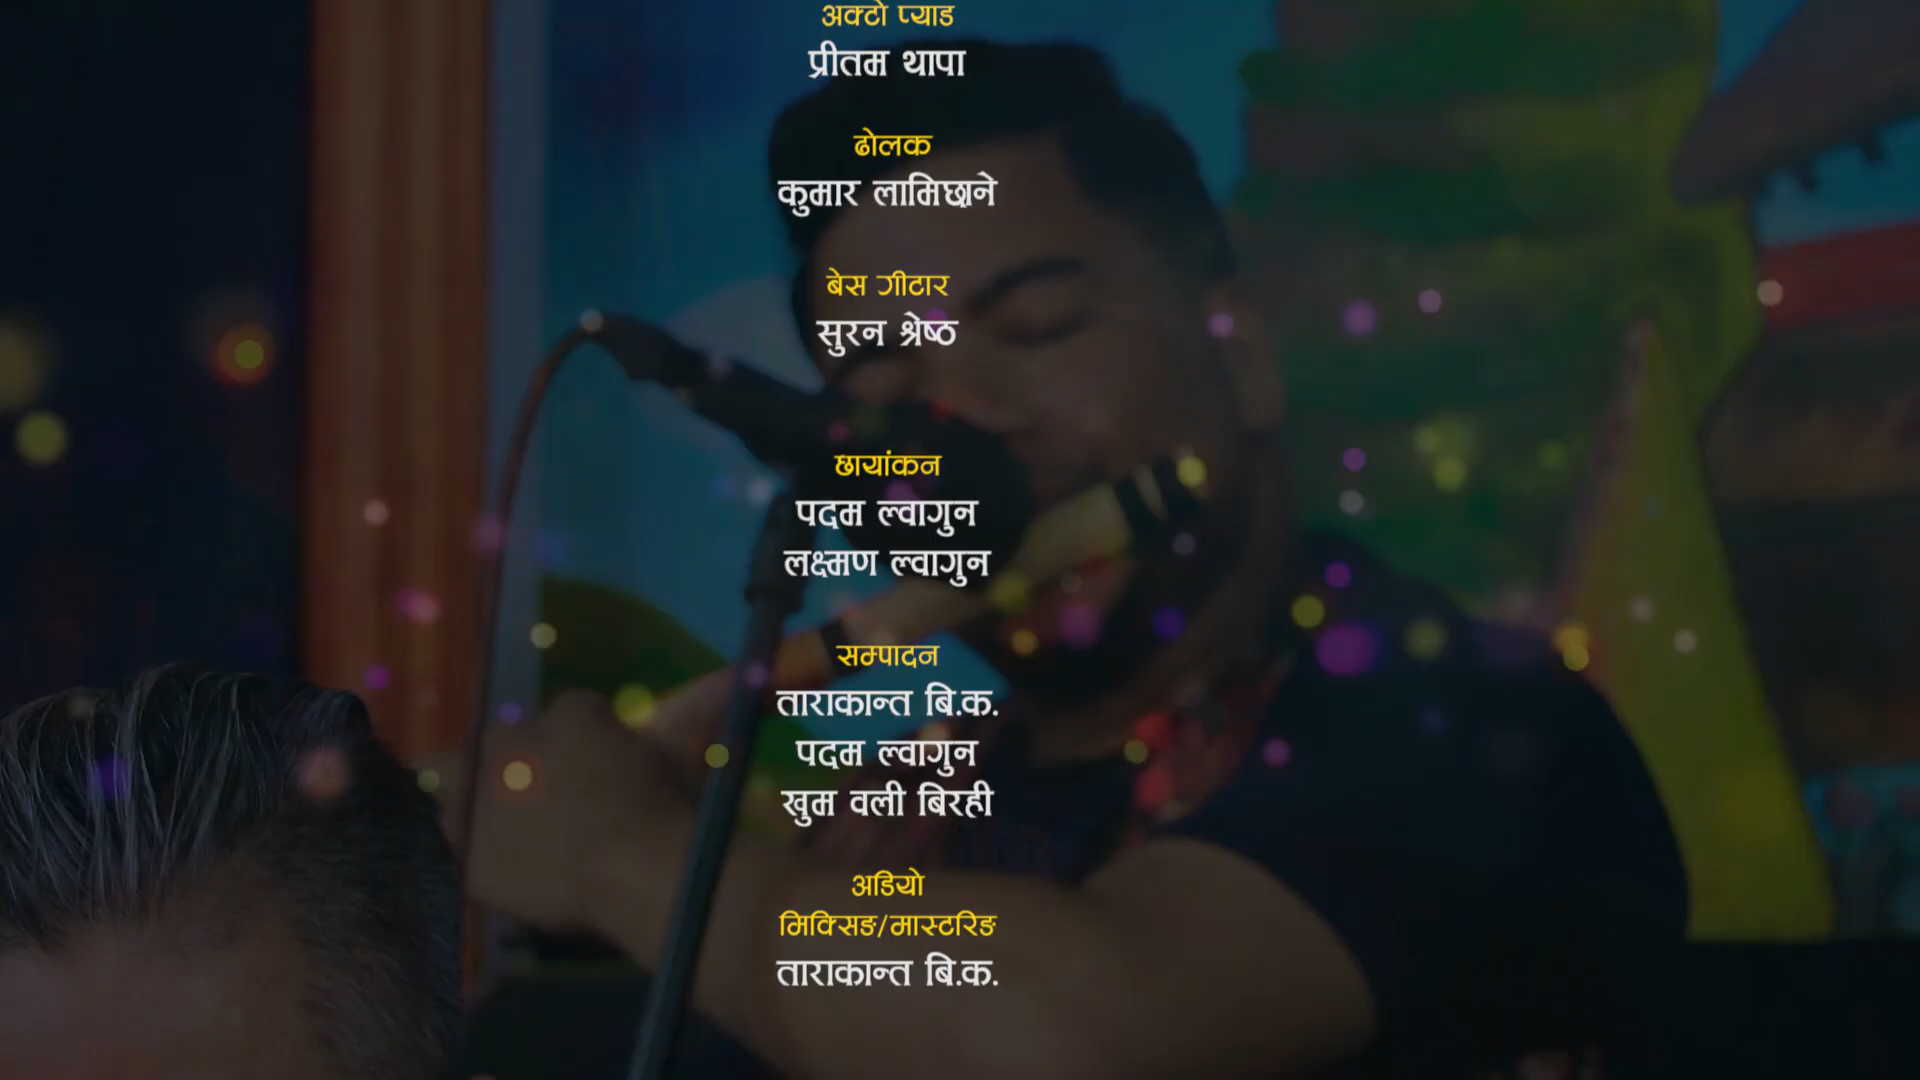 अक्टो प्याड
प्रीतम थापा
ढोलक
कुमार लामिछाने
बेस गीटार
सुरन श्रेष्ठ
छायांकन
पदम ल्वागुन
लक्ष्मण ल्वागुन
सम्पादन
ताराकान्त बि.क.
पदम ल्वागुन
खुम वली बिरही
अडियो
मिक्सिङ/मास्टरिङ
ताराकान्त बि.क.